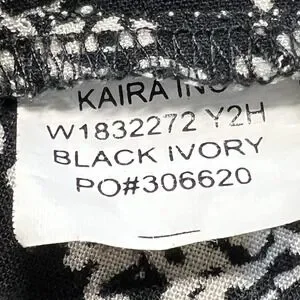 KAIRA INC
W1832272 Y2H
BLACK IVORY
PO#306620